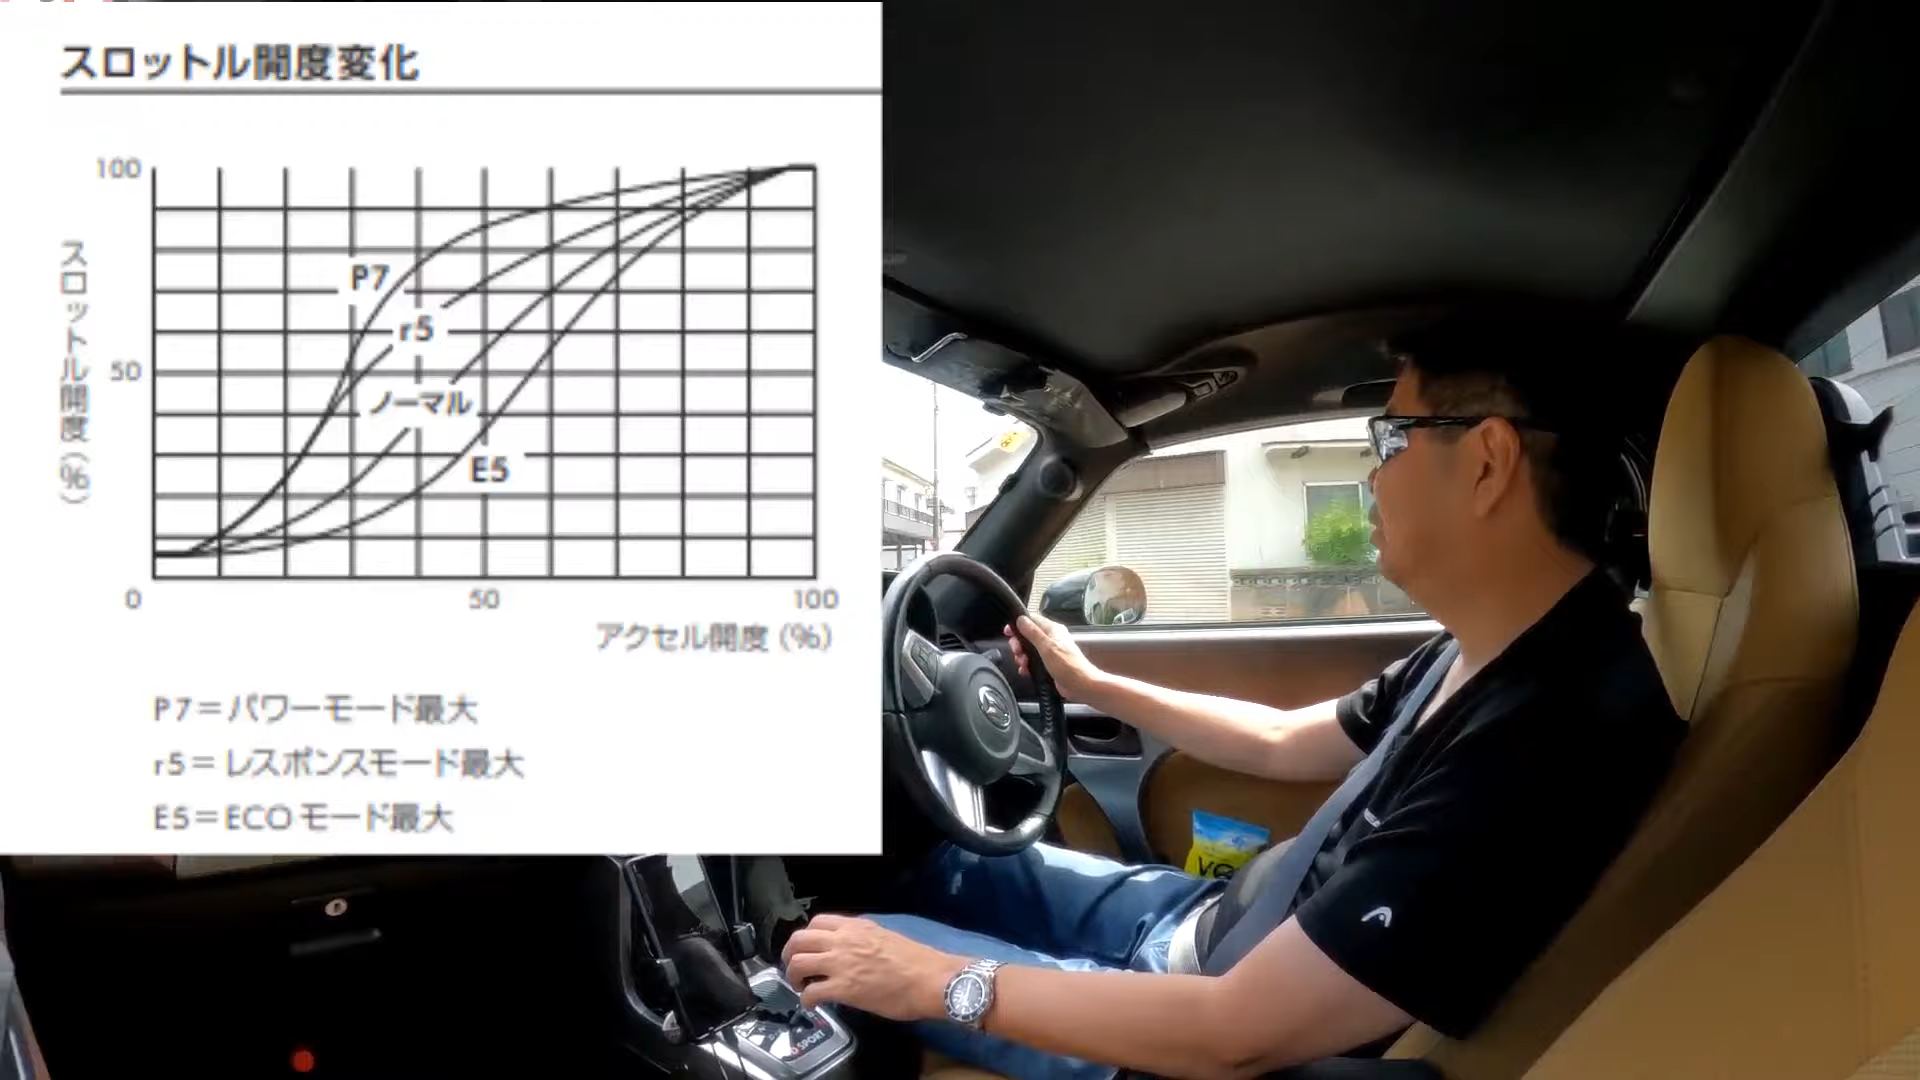 スロットル開度変化
100
スロットル開度(%)
P7
r5
50
ノーマル
E5
0
50
100
アクセル開度(%)
P7=パワーモード最大
r5=レスポンスモード最大
E5=ECOモード最大
SPORT